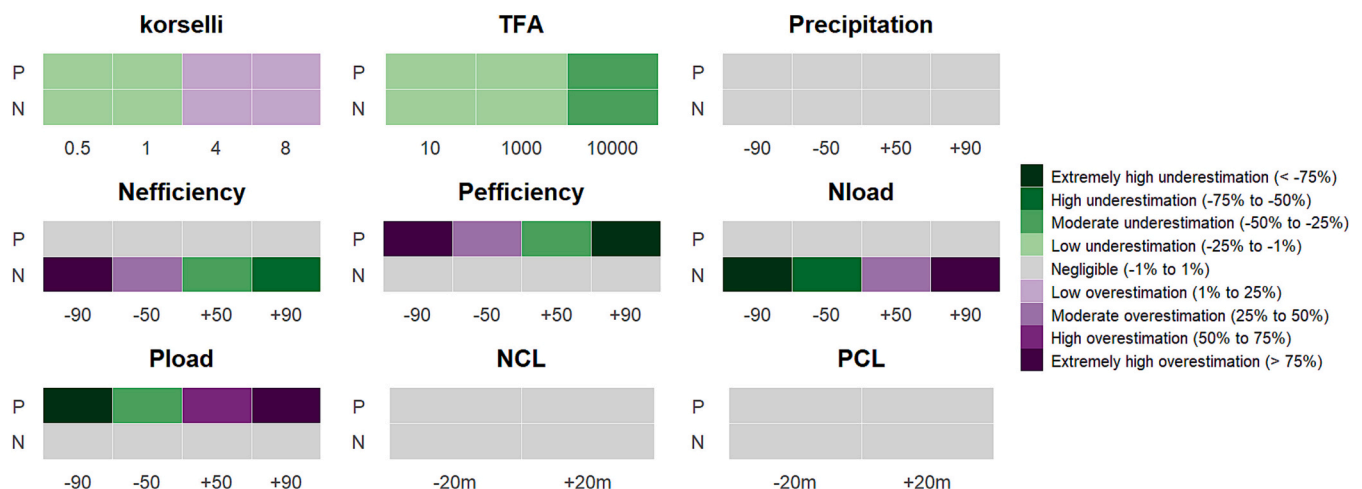 korselli
TFA
Precipitation
P
N
0.5 1 4 8
P
N
10 1000 10000
P
N
-90 -50 +50 +90
Nefficiency
Pefficiency
Nload
P
N
-90 -50 +50 +90
P
N
-90 -50 +50 +90
P
N
-90 -50 +50 +90
Pload
NCL
PCL
P
N
-90 -50 +50 +90
P
N
-20m +20m
P
N
-20m +20m
Extremely high underestimation (< -75%)
High underestimation (-75% to -50%)
Moderate underestimation (-50% to -25%)
Low underestimation (-25% to -1%)
Negligible (-1% to 1%)
Low overestimation (1% to 25%)
Moderate overestimation (25% to 50%)
High overestimation (50% to 75%)
Extremely high overestimation (> 75%)